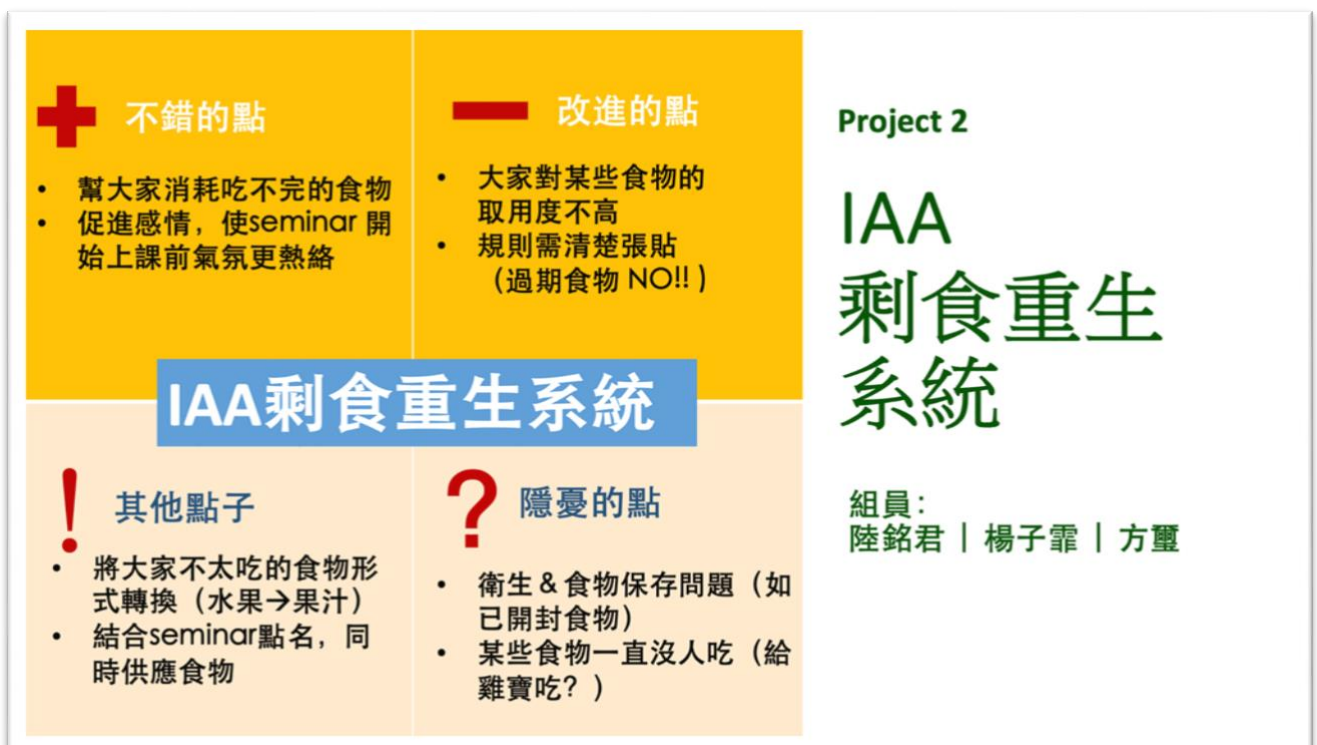 不錯的點
• 幫大家消耗吃不完的食物
• 促進感情，使seminar 開
始上課前氣氛更熱絡
改進的點
• 大家對某些食物的
取用度不高
• 規則需清楚張貼
（過期食物 NO!! ）
IAA剩食重生系統
! 其他點子
• 將大家不太吃的食物形
式轉換（水果→果汁）
• 結合seminar點名，同
時供應食物
? 隱憂的點
• 衛生＆食物保存問題（如
已開封食物）
• 某些食物一直沒人吃（給
雞寶吃？）
Project 2
IAA
剩食重生
系統
組員：
陸銘君｜楊子霏｜方璽